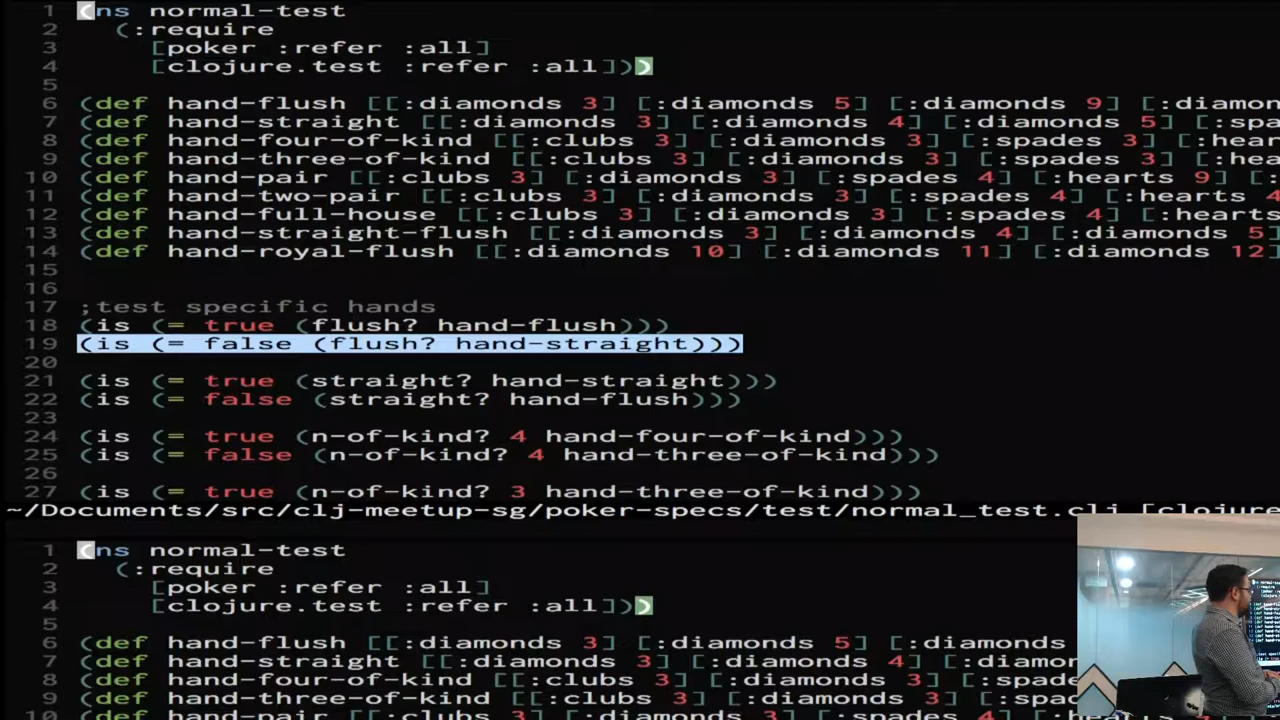 1 (ns normal-test
2 (:require
3 [poker :refer :all]
4 [clojure.test :refer :all]))
5
6 (def hand-flush [[:diamonds 3] [:diamonds 5] [:diamonds 9] [:diamon
7 (def hand-straight [[:diamonds 3] [:diamonds 4] [:diamonds 5] [:spa
8 (def hand-four-of-kind [[:clubs 3] [:diamonds 3] [:spades 3] [:hear
9 (def hand-three-of-kind [[:clubs 3] [:diamonds 3] [:spades 3] [:hea
10 (def hand-pair [[:clubs 3] [:diamonds 3] [:spades 4] [:hearts 9] [:
11 (def hand-two-pair [[:clubs 3] [:diamonds 3] [:spades 4] [:hearts 4
12 (def hand-full-house [[:clubs 3] [:diamonds 3] [:spades 4] [:hearts
13 (def hand-straight-flush [[:diamonds 3] [:diamonds 4] [:diamonds 5]
14 (def hand-royal-flush [[:diamonds 10] [:diamonds 11] [:diamonds 12]
15
16
17 ;test specific hands
18 (is (= true (flush? hand-flush)))
19 (is (= false (flush? hand-straight)))
20
21 (is (= true (straight? hand-straight)))
22 (is (= false (straight? hand-flush)))
23
24 (is (= true (n-of-kind? 4 hand-four-of-kind)))
25 (is (= false (n-of-kind? 4 hand-three-of-kind)))
26
27 (is (= true (n-of-kind? 3 hand-three-of-kind)))
~/Documents/src/clj-meetup-sg/poker-specs/test/normal_test.clj [clojure
1 (ns normal-test
2 (:require
3 [poker :refer :all]
4 [clojure.test :refer :all]))
5
6 (def hand-flush [[:diamonds 3] [:diamonds 5] [:diamonds
7 (def hand-straight [[:diamonds 3] [:diamonds 4] [:diamon
8 (def hand-four-of-kind [[:clubs 3] [:diamonds 3] [:spade
9 (def hand-three-of-kind [[:clubs 3] [:diamonds 3] [:spad
10 (def hand-pair [[:clubs 3] [:diamonds 3] [:spades 4]